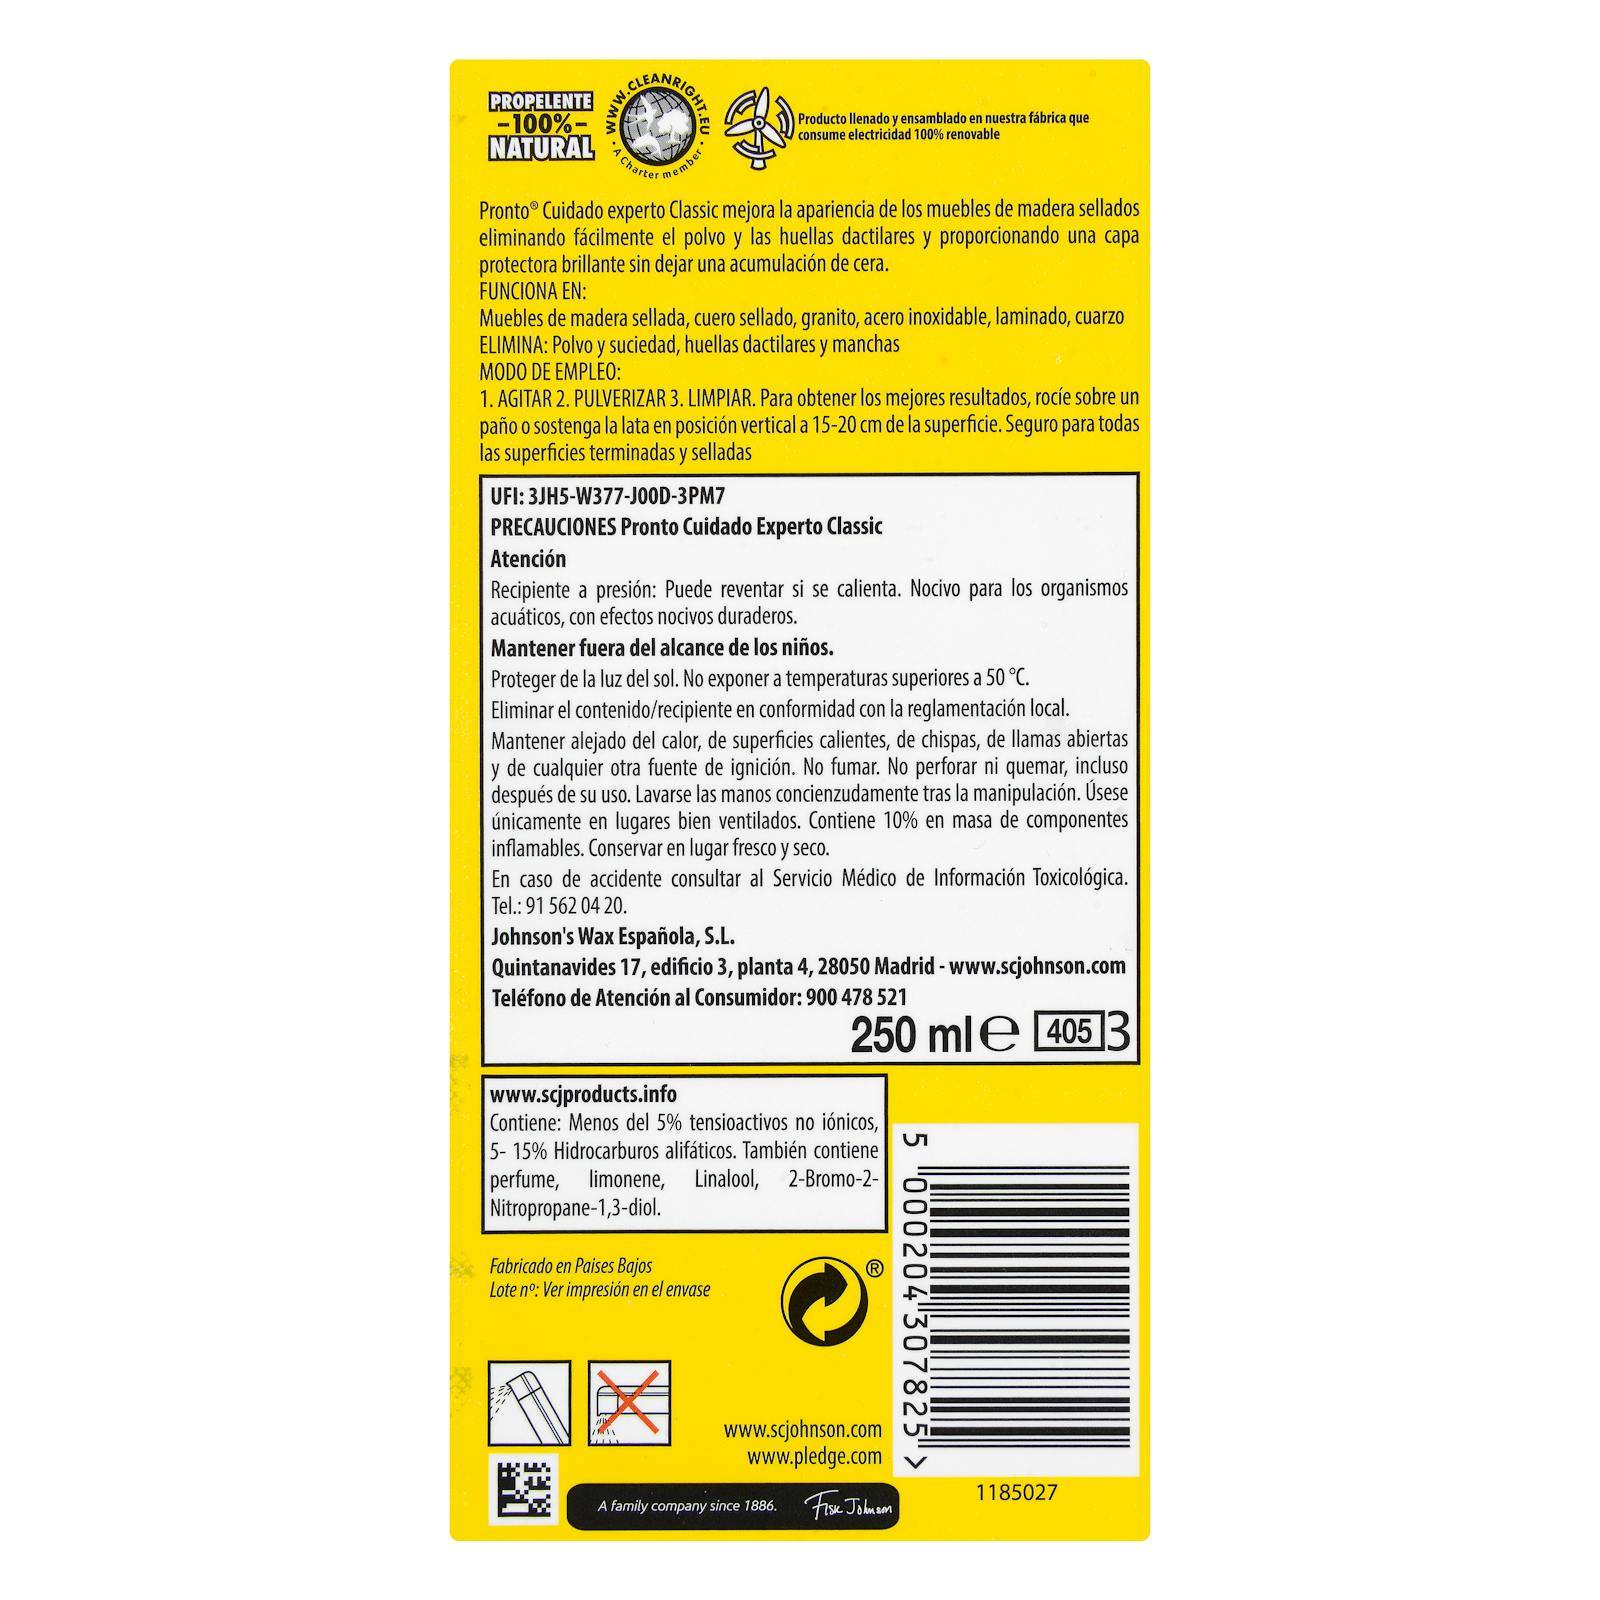 PROPELENTE
-100%-
NATURAL
WWW.CLEANRIGHT.EU
· A Charter member ·
Producto llenado y ensamblado en nuestra fábrica que
consume electricidad 100% renovable
Pronto® Cuidado experto Classic mejora la apariencia de los muebles de madera sellados
eliminando fácilmente el polvo y las huellas dactilares y proporcionando una capa
protectora brillante sin dejar una acumulación de cera.
FUNCIONA EN:
Muebles de madera sellada, cuero sellado, granito, acero inoxidable, laminado, cuarzo
ELIMINA: Polvo y suciedad, huellas dactilares y manchas
MODO DE EMPLEO:
1. AGITAR 2. PULVERIZAR 3. LIMPIAR. Para obtener los mejores resultados, rocíe sobre un
paño o sostenga la lata en posición vertical a 15-20 cm de la superficie. Seguro para todas
las superficies terminadas y selladas
UFI: 3JH5-W377-J00D-3PM7
PRECAUCIONES Pronto Cuidado Experto Classic
Atención
Recipiente a presión: Puede reventar si se calienta. Nocivo para los organismos
acuáticos, con efectos nocivos duraderos.
Mantener fuera del alcance de los niños.
Proteger de la luz del sol. No exponer a temperaturas superiores a 50 °C.
Eliminar el contenido/recipiente en conformidad con la reglamentación local.
Mantener alejado del calor, de superficies calientes, de chispas, de llamas abiertas
y de cualquier otra fuente de ignición. No fumar. No perforar ni quemar, incluso
después de su uso. Lavarse las manos concienzudamente tras la manipulación. Úsese
únicamente en lugares bien ventilados. Contiene 10% en masa de componentes
inflamables. Conservar en lugar fresco y seco.
En caso de accidente consultar al Servicio Médico de Información Toxicológica.
Tel.: 91 562 04 20.
Johnson's Wax Española, S.L.
Quintanavides 17, edificio 3, planta 4, 28050 Madrid - www.scjohnson.com
Teléfono de Atención al Consumidor: 900 478 521
250 ml e 405 3
www.scjproducts.info
Contiene: Menos del 5% tensioactivos no iónicos,
5- 15% Hidrocarburos alifáticos. También contiene
perfume, limonene, Linalool, 2-Bromo-2-
Nitropropane-1,3-diol.
Fabricado en Paises Bajos
Lote nº: Ver impresión en el envase
®
5 000204 307825 >
www.scjohnson.com
www.pledge.com
1185027
A family company since 1886. Fisk Johnson